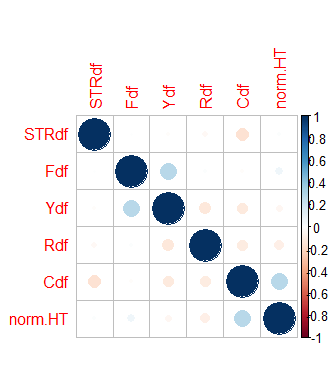 STRdf
Fdf
Ydf
Rdf
Cdf
norm.HT
STRdf
Fdf
Ydf
Rdf
Cdf
norm.HT
1
0.8
0.6
0.4
0.2
0
-0.2
-0.4
-0.6
-0.8
-1